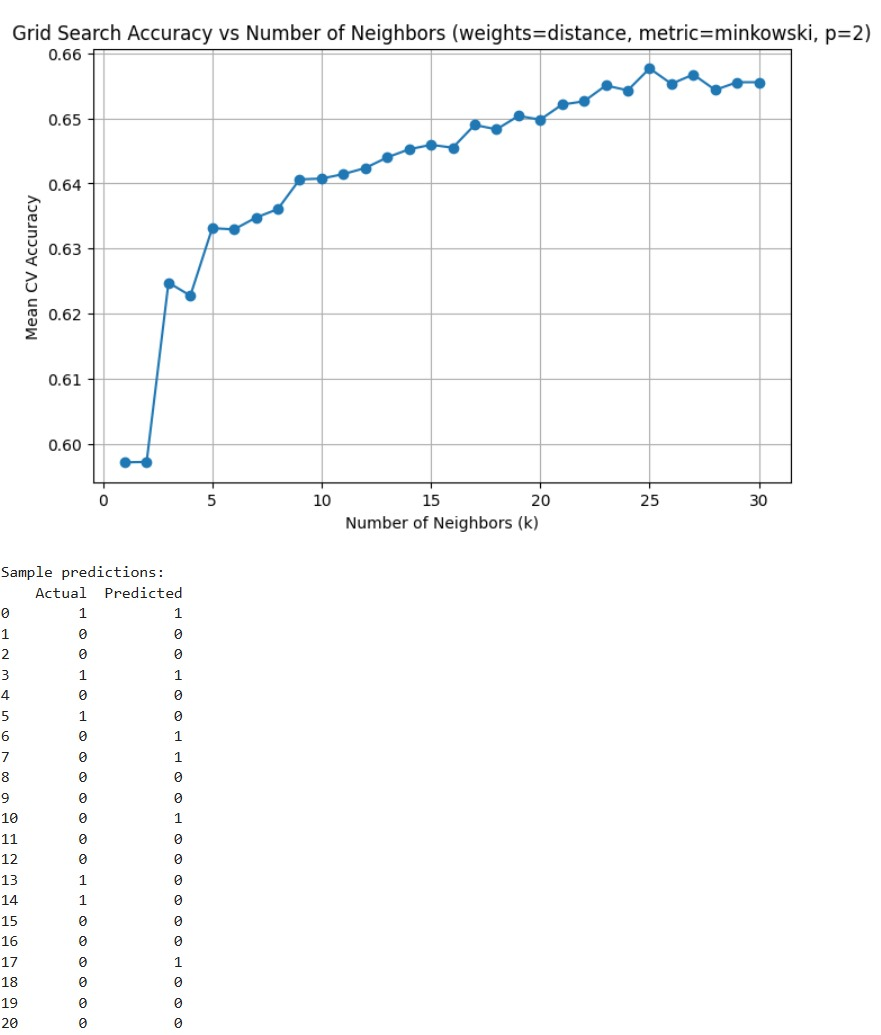 Grid Search Accuracy vs Number of Neighbors (weights=distance, metric=minkowski, p=2)
0.66
0.65
0.64
0.63
0.62
0.61
0.60
Mean CV Accuracy
0 5 10 15 20 25 30
Number of Neighbors (k)
Sample predictions:
Actual Predicted
0 1 1
1 0 0
2 0 0
3 1 1
4 0 0
5 1 0
6 0 1
7 0 1
8 0 0
9 0 0
10 0 1
11 0 0
12 0 0
13 1 0
14 1 0
15 0 0
16 0 0
17 0 1
18 0 0
19 0 0
20 0 0